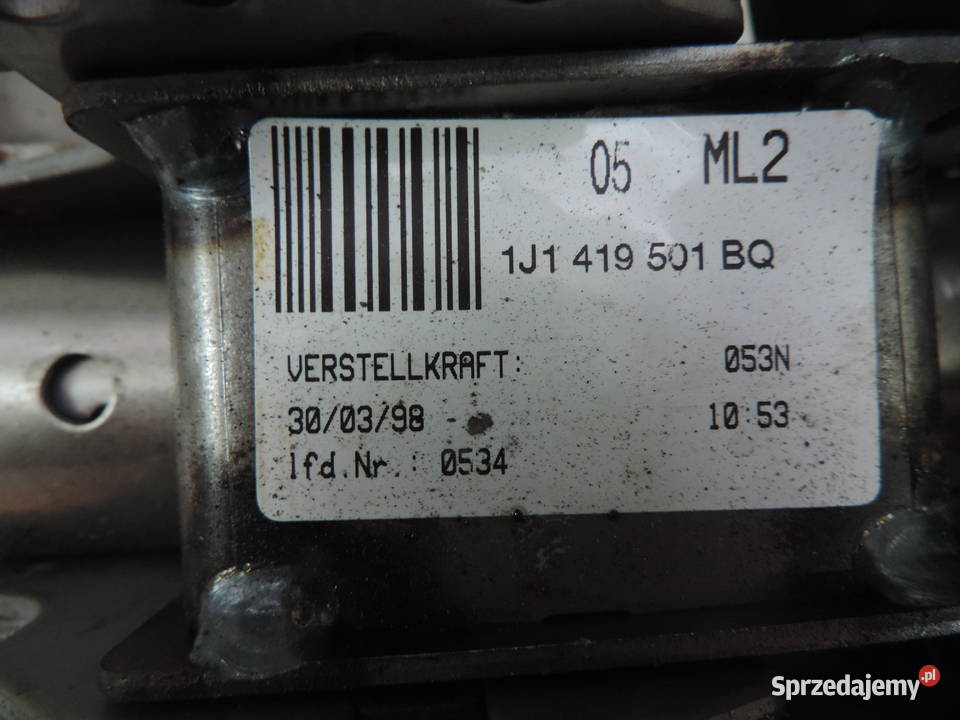 05 ML2
1J1 419 501 BQ
VERSTELLKRAFT: 053N
30/03/98 - 10:53
lfd.Nr.: 0534
Sprzedajemy.pl